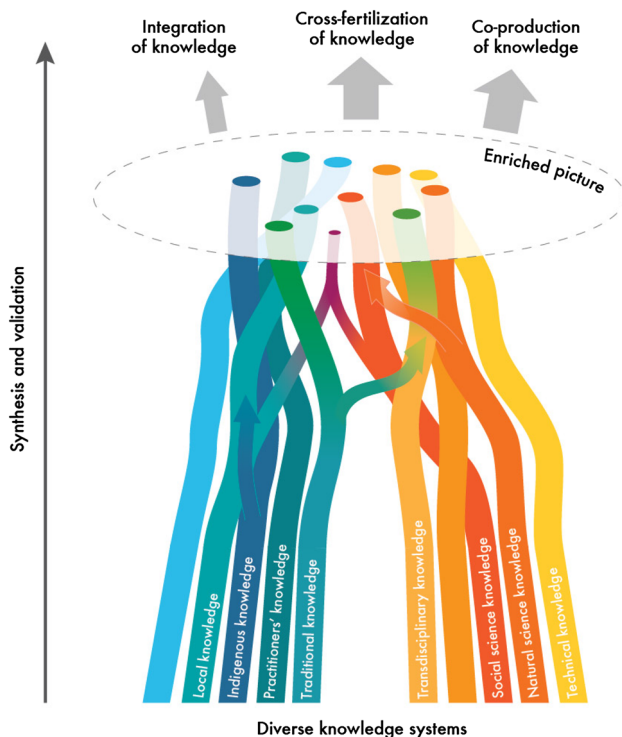 Integration
of knowledge
Cross-fertilization
of knowledge
Co-production
of knowledge
Enriched picture
Synthesis and validation
Local knowledge
Indigenous knowledge
Practitioners' knowledge
Traditional knowledge
Transdisciplinary knowledge
Social science knowledge
Natural science knowledge
Technical knowledge
Diverse knowledge systems